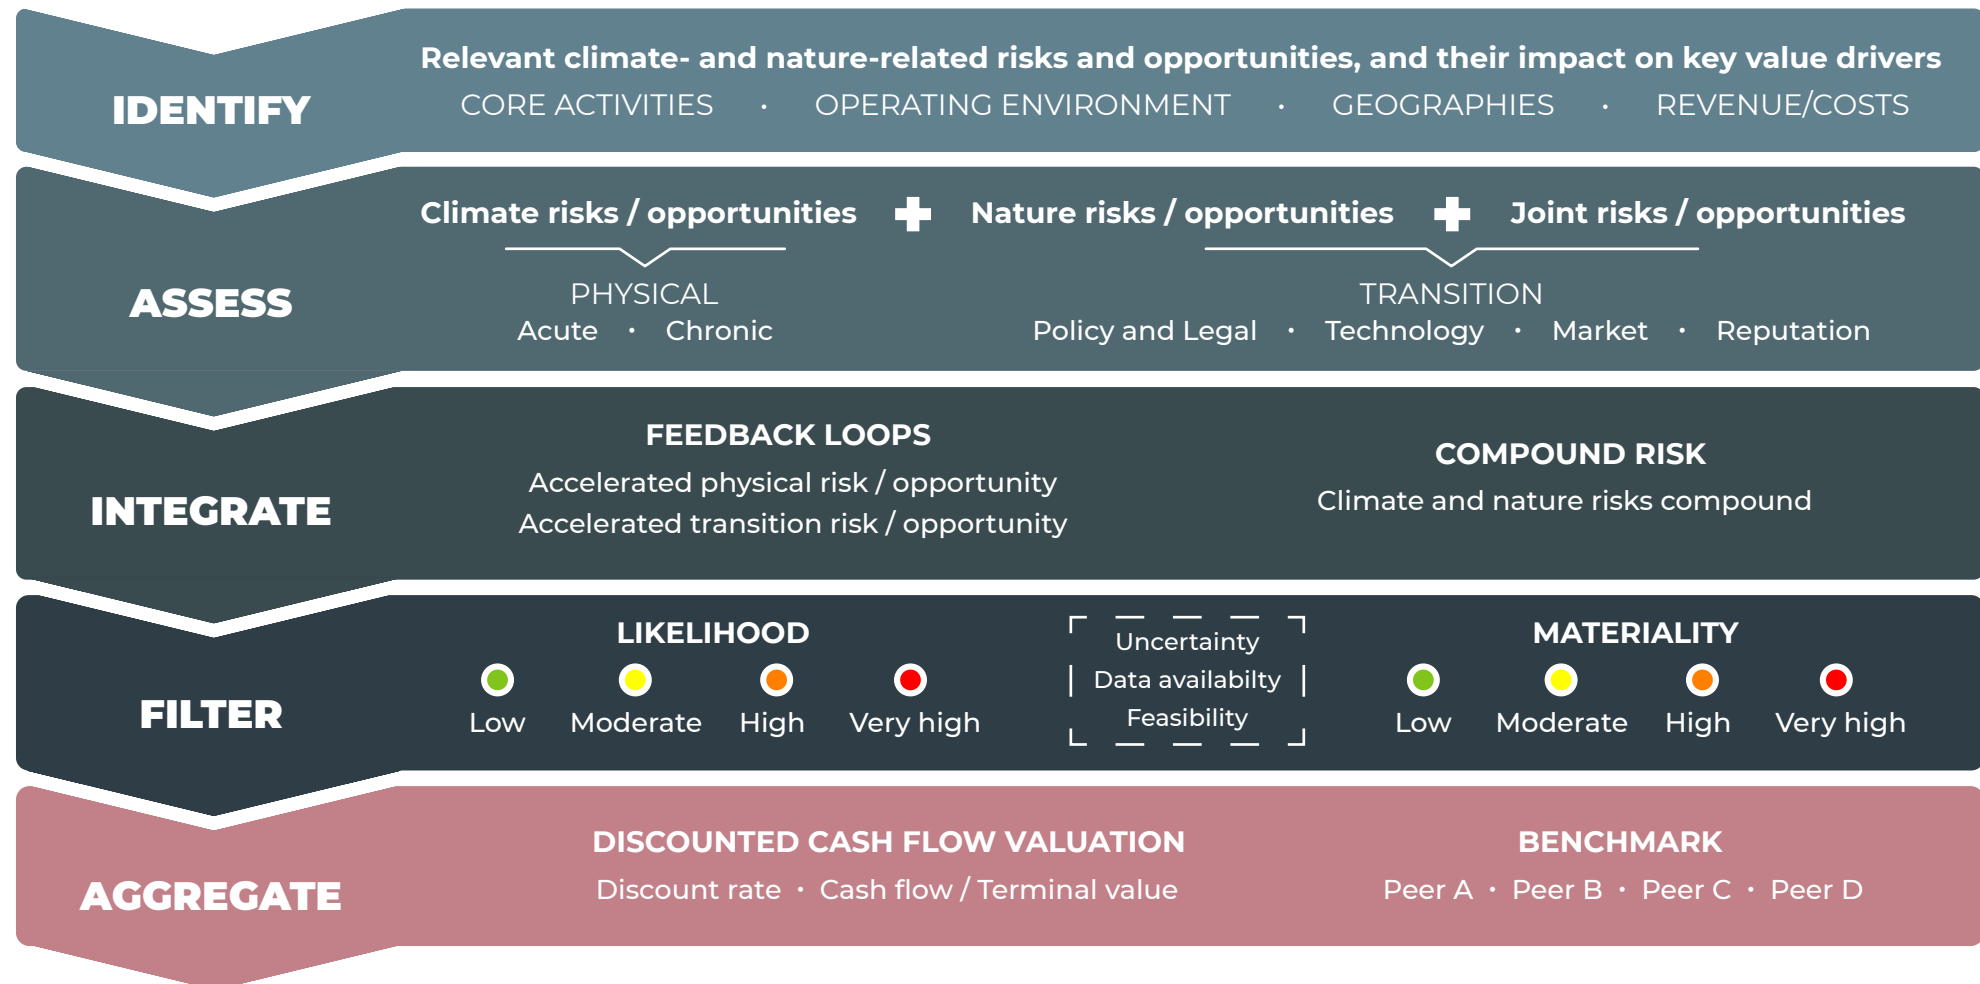 Relevant climate- and nature-related risks and opportunities, and their impact on key value drivers
IDENTIFY
CORE ACTIVITIES • OPERATING ENVIRONMENT • GEOGRAPHIES • REVENUE/COSTS
Climate risks / opportunities + Nature risks / opportunities + Joint risks / opportunities
ASSESS
PHYSICAL
Acute • Chronic
TRANSITION
Policy and Legal • Technology • Market • Reputation
INTEGRATE
FEEDBACK LOOPS
Accelerated physical risk / opportunity
Accelerated transition risk / opportunity
COMPOUND RISK
Climate and nature risks compound
FILTER
LIKELIHOOD
Low Moderate High Very high
Uncertainty
Data availabilty
Feasibility
MATERIALITY
Low Moderate High Very high
AGGREGATE
DISCOUNTED CASH FLOW VALUATION
Discount rate • Cash flow / Terminal value
BENCHMARK
Peer A • Peer B • Peer C • Peer D